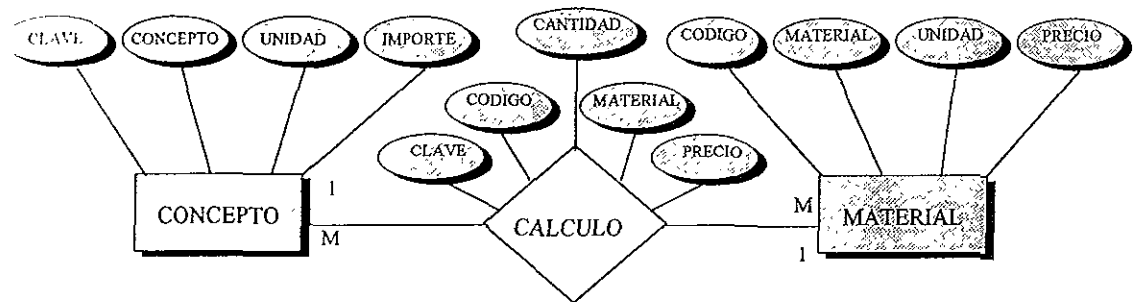 CLAVE CONCEPTO UNIDAD IMPORTE CANTIDAD CODIGO MATERIAL UNIDAD PRECIO
CODIGO MATERIAL
CLAVE PRECIO
1
CONCEPTO CALCULO M MATERIAL
M
1